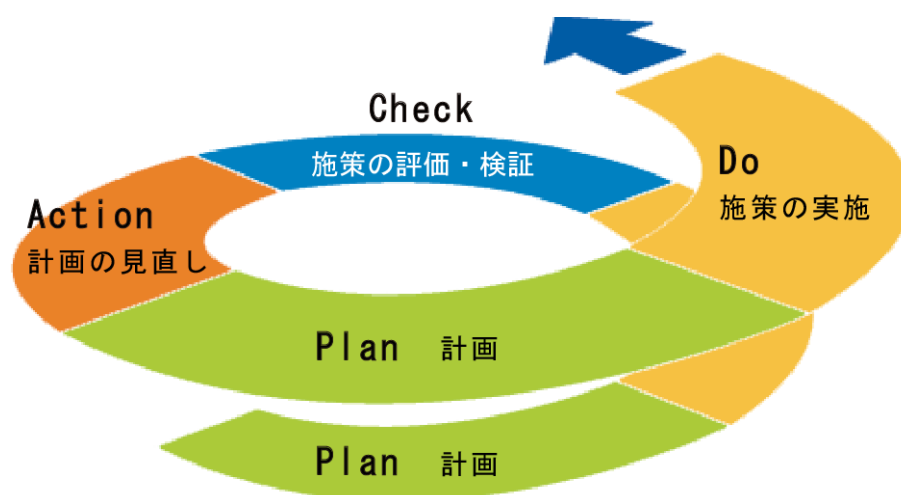 Check
施策の評価・検証
Do
施策の実施
Action
計画の見直し
Plan 計画
Plan 計画